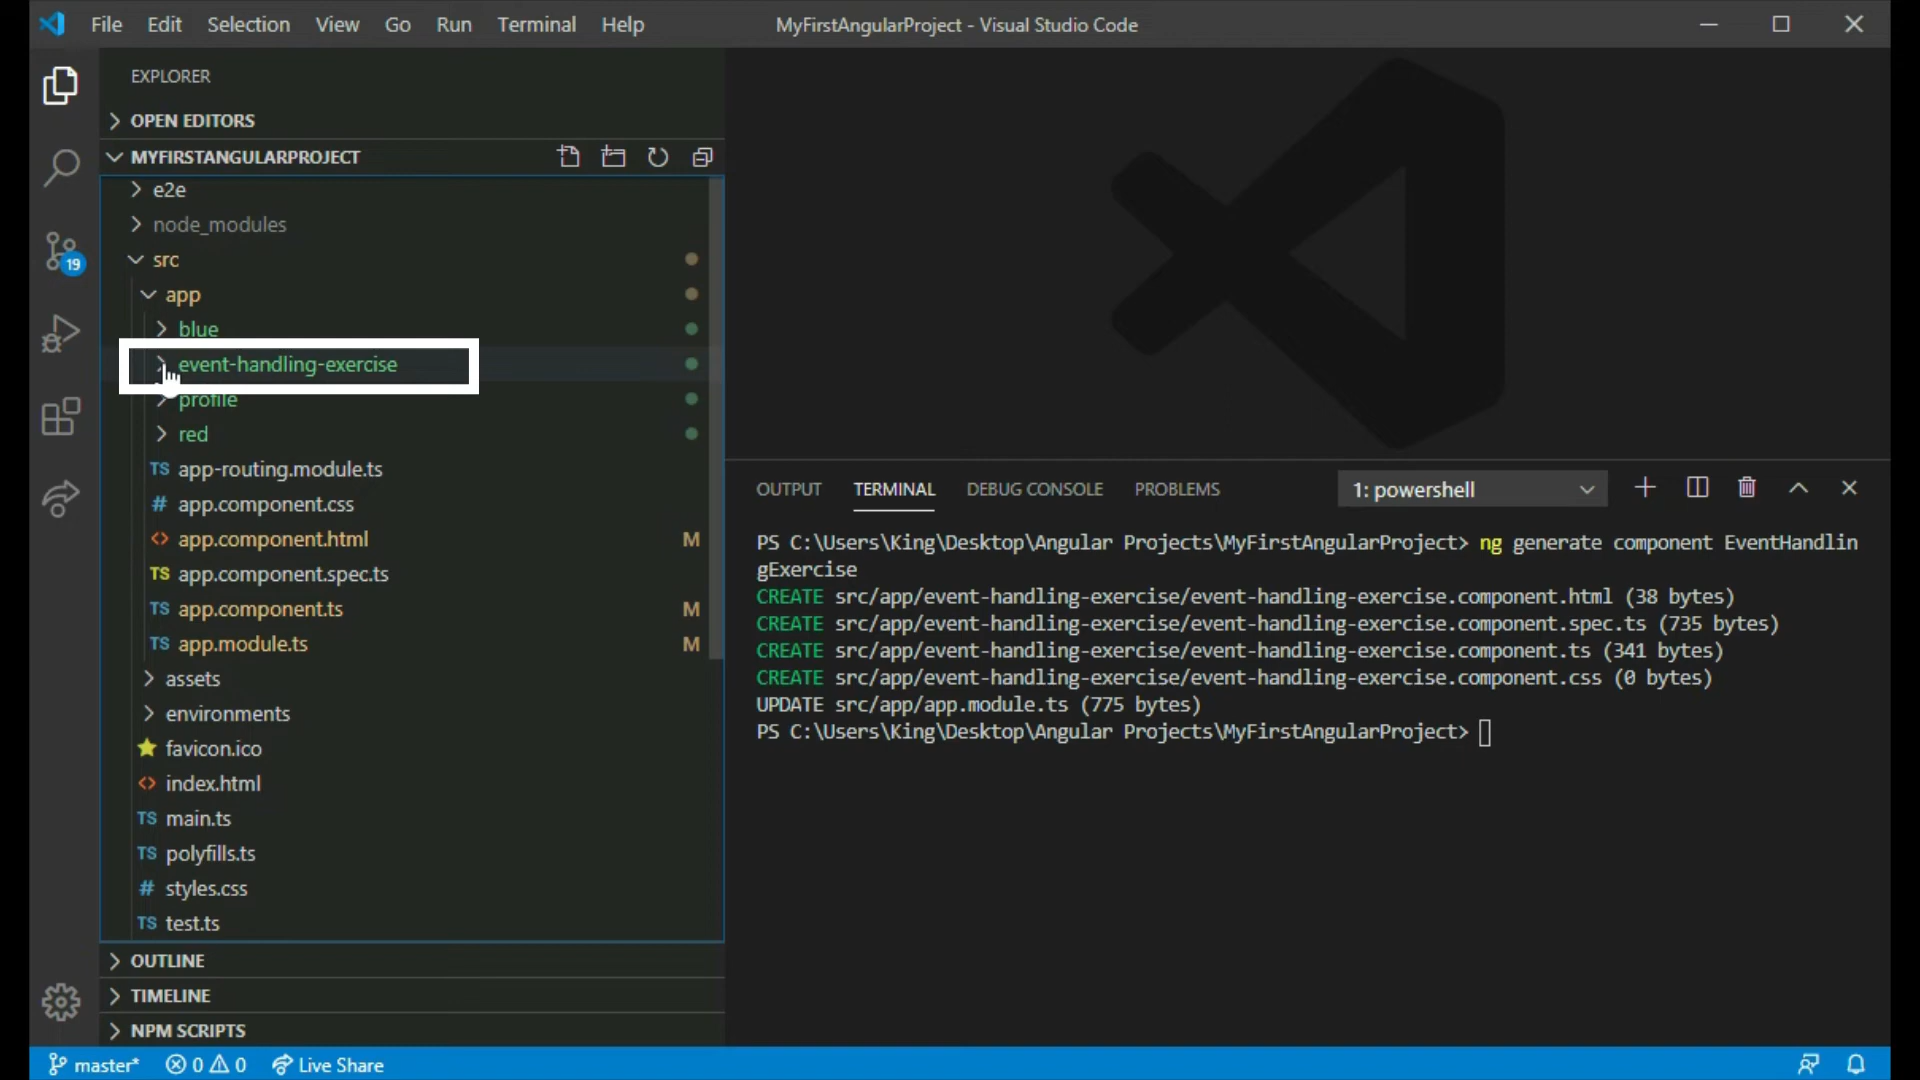 File Edit Selection View Go Run Terminal Help
MyFirstAngularProject - Visual Studio Code
EXPLORER
OPEN EDITORS
MYFIRSTANGULARPROJECT
e2e
node_modules
19
src
app
blue
event-handling-exercise
profile
red
TS app-routing.module.ts
# app.component.css
<> app.component.html M
TS app.component.spec.ts
TS app.component.ts M
TS app.module.ts M
assets
environments
favicon.ico
<> index.html
TS main.ts
TS polyfills.ts
# styles.css
TS test.ts
OUTLINE
TIMELINE
NPM SCRIPTS
OUTPUT TERMINAL DEBUG CONSOLE PROBLEMS 1: powershell
PS C:\Users\King\Desktop\Angular Projects\MyFirstAngularProject> ng generate component EventHandlin
gExercise
CREATE src/app/event-handling-exercise/event-handling-exercise.component.html (38 bytes)
CREATE src/app/event-handling-exercise/event-handling-exercise.component.spec.ts (735 bytes)
CREATE src/app/event-handling-exercise/event-handling-exercise.component.ts (341 bytes)
CREATE src/app/event-handling-exercise/event-handling-exercise.component.css (0 bytes)
UPDATE src/app/app.module.ts (775 bytes)
PS C:\Users\King\Desktop\Angular Projects\MyFirstAngularProject>
master* 0 0 Live Share